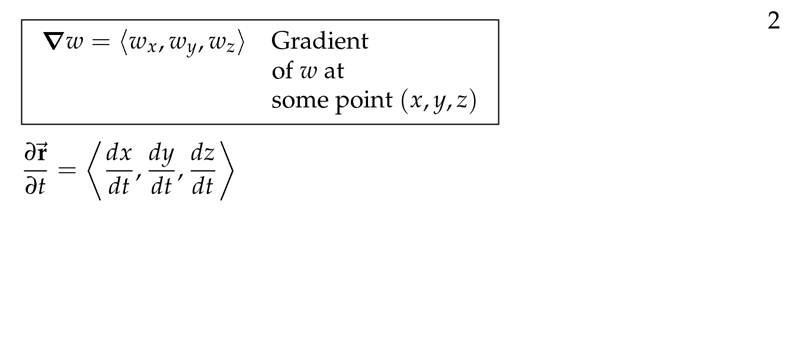 2
∇w = ⟨w_x, w_y, w_z⟩ Gradient
of w at
some point (x, y, z)
∂r⃗/∂t = ⟨dx/dt, dy/dt, dz/dt⟩